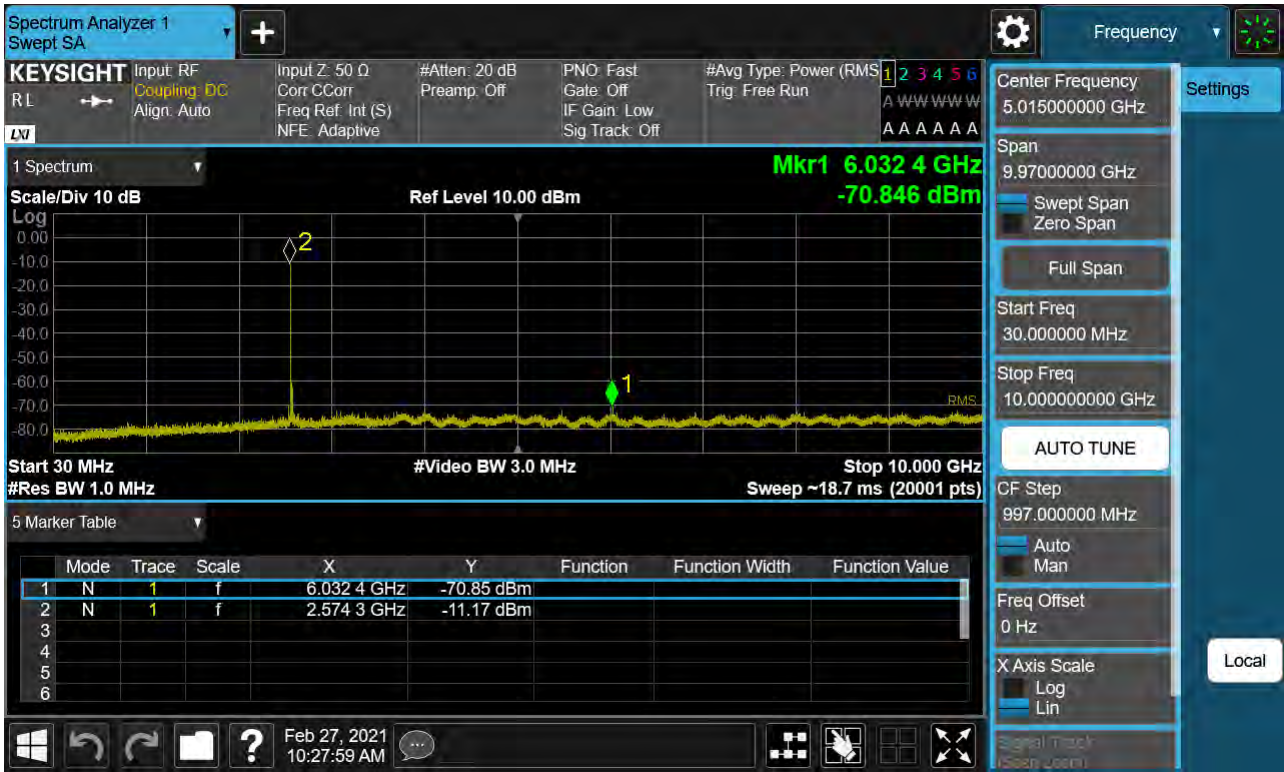 Spectrum Analyzer 1
Swept SA
Frequency
KEYSIGHT
RL
LXI
Input: RF
Coupling: DC
Align: Auto
Input Z: 50 Ω
Corr CCorr
Freq Ref: Int (S)
NFE: Adaptive
#Atten: 20 dB
Preamp: Off
PNO: Fast
Gate: Off
IF Gain: Low
Sig Track: Off
#Avg Type: Power (RMS
Trig: Free Run
1 2 3 4 5 6
A W W W W W
A A A A A A
1 Spectrum
Mkr1 6.032 4 GHz
-70.846 dBm
Scale/Div 10 dB
Ref Level 10.00 dBm
Log
0.00
-10.0
-20.0
-30.0
-40.0
-50.0
-60.0
-70.0
-80.0
2
1
RMS
Start 30 MHz
#Video BW 3.0 MHz
Stop 10.000 GHz
#Res BW 1.0 MHz
Sweep ~18.7 ms (20001 pts)
5 Marker Table
Mode Trace Scale X Y Function Function Width Function Value
1 N 1 f 6.032 4 GHz -70.85 dBm
2 N 1 f 2.574 3 GHz -11.17 dBm
3
4
5
6
Feb 27, 2021
10:27:59 AM
Center Frequency
5.015000000 GHz
Settings
Span
9.97000000 GHz
Swept Span
Zero Span
Full Span
Start Freq
30.000000 MHz
Stop Freq
10.000000000 GHz
AUTO TUNE
CF Step
997.000000 MHz
Auto
Man
Freq Offset
0 Hz
X Axis Scale
Log
Lin
Signal Track
(Span Zoom)
Local